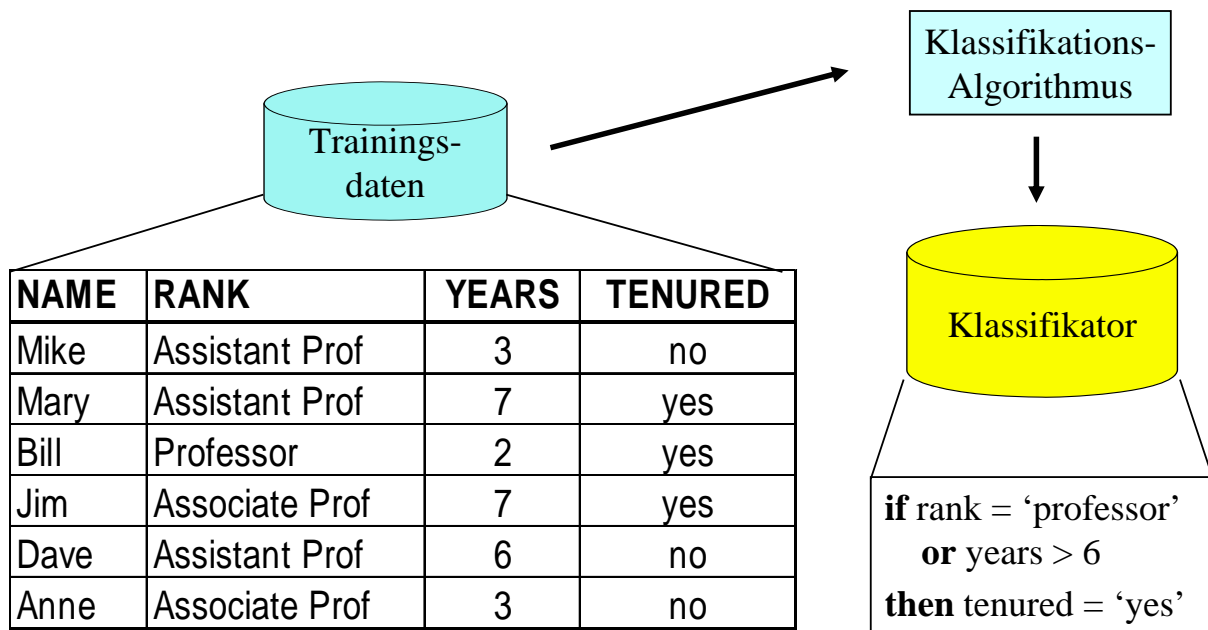 Klassifikations-
Algorithmus
Trainings-
daten
Klassifikator
NAME RANK YEARS TENURED
Mike Assistant Prof 3 no
Mary Assistant Prof 7 yes
Bill Professor 2 yes
Jim Associate Prof 7 yes
Dave Assistant Prof 6 no
Anne Associate Prof 3 no
if rank = ‘professor’
or years > 6
then tenured = ‘yes’